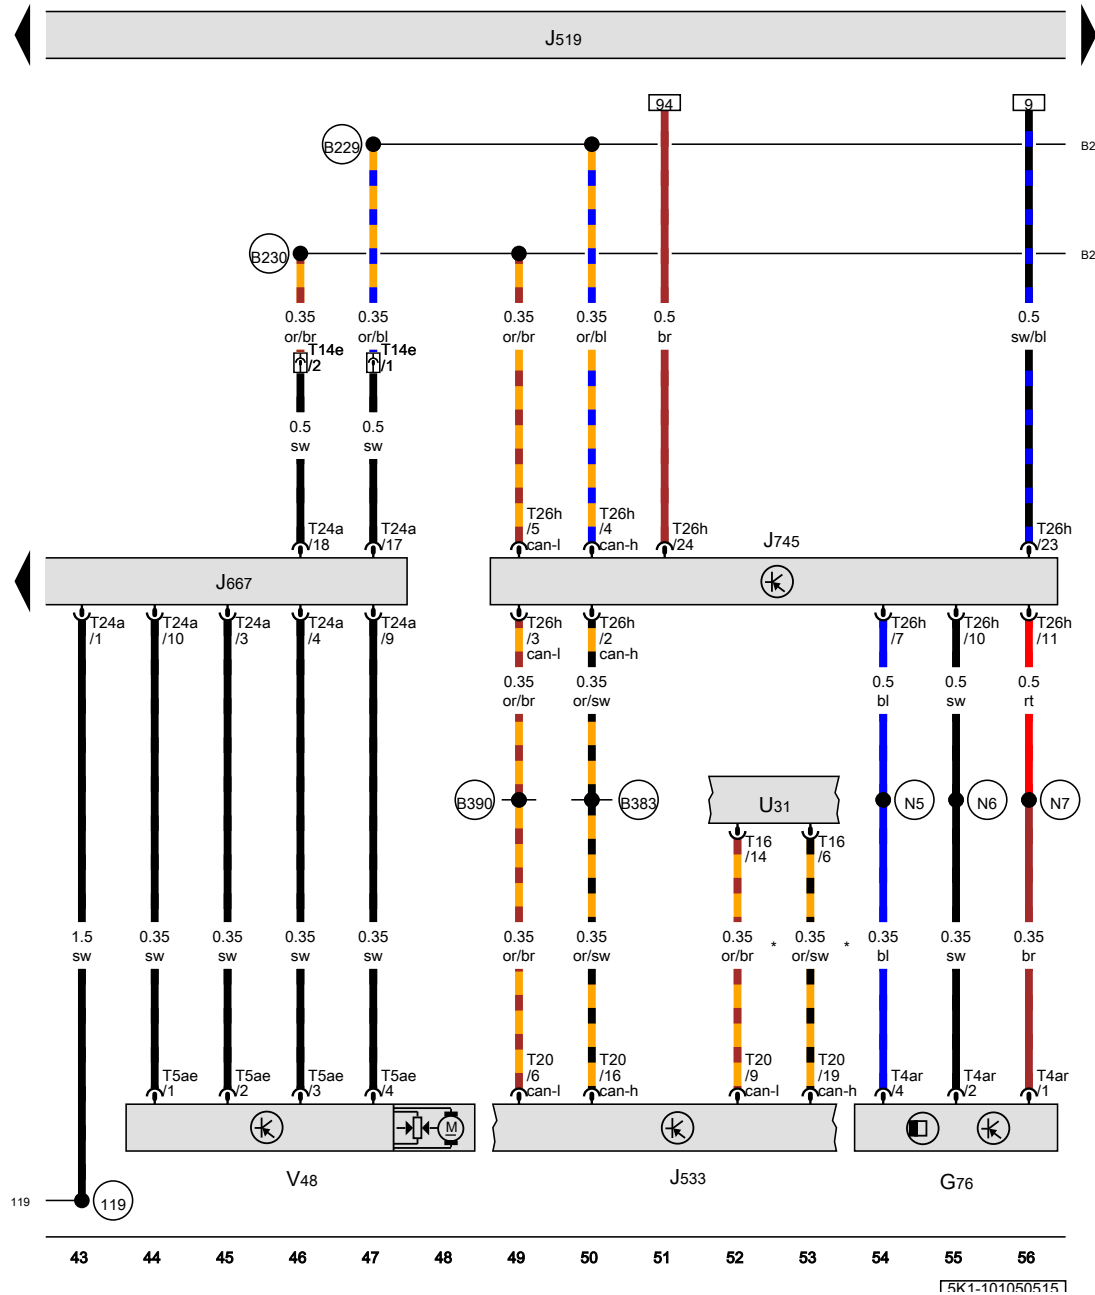 J519
94
9
B229
B2
B230
B2
0.35
or/br
0.35
or/bl
0.35
or/br
0.35
or/bl
0.5
br
0.5
sw/bl
T14e
/2
T14e
/1
0.5
sw
0.5
sw
T24a
/18
T24a
/17
T26h
/5
can-l
T26h
/4
can-h
T26h
/24
J745
T26h
/23
J667
T24a
/1
T24a
/10
T24a
/3
T24a
/4
T24a
/9
T26h
/3
can-l
T26h
/2
can-h
T26h
/7
T26h
/10
T26h
/11
0.35
or/br
0.35
or/sw
0.5
bl
0.5
sw
0.5
rt
B390
B383
U31
N5
N6
N7
T16
/14
T16
/6
1.5
sw
0.35
sw
0.35
sw
0.35
sw
0.35
sw
0.35
or/br
0.35
or/sw
0.35
or/br
*
0.35
or/sw
*
0.35
bl
0.35
sw
0.35
br
T5ae
/1
T5ae
/2
T5ae
/3
T5ae
/4
T20
/6
can-l
T20
/16
can-h
T20
/9
can-l
T20
/19
can-h
T4ar
/4
T4ar
/2
T4ar
/1
M
V48
J533
G76
119
119
43 44 45 46 47 48 49 50 51 52 53 54 55 56
5K1-101050515